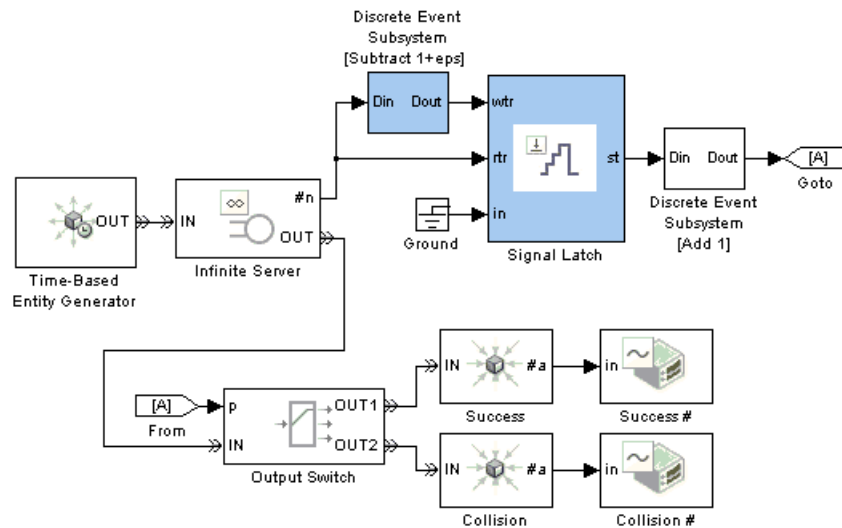 Discrete Event
Subsystem
[Subtract 1+eps]
Din Dout
wtr
rtr
in
st
Signal Latch
Din Dout
Discrete Event
Subsystem
[Add 1]
[A]
Goto
Ground
OUT
Time-Based
Entity Generator
IN
∞
#n
OUT
Infinite Server
[A]
From
p
IN
OUT1
OUT2
Output Switch
IN
#a
Success
in
Success #
IN
#a
Collision
in
Collision #